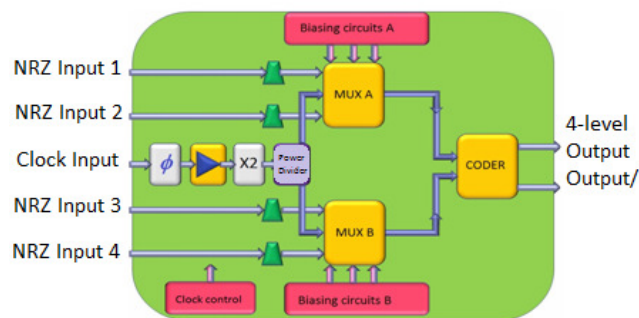 Biasing circuits A
NRZ Input 1
MUX A
NRZ Input 2
4-level
Output
Output/
Clock Input
ϕ
X2
Power
Divider
CODER
NRZ Input 3
MUX B
NRZ Input 4
Clock control
Biasing circuits B